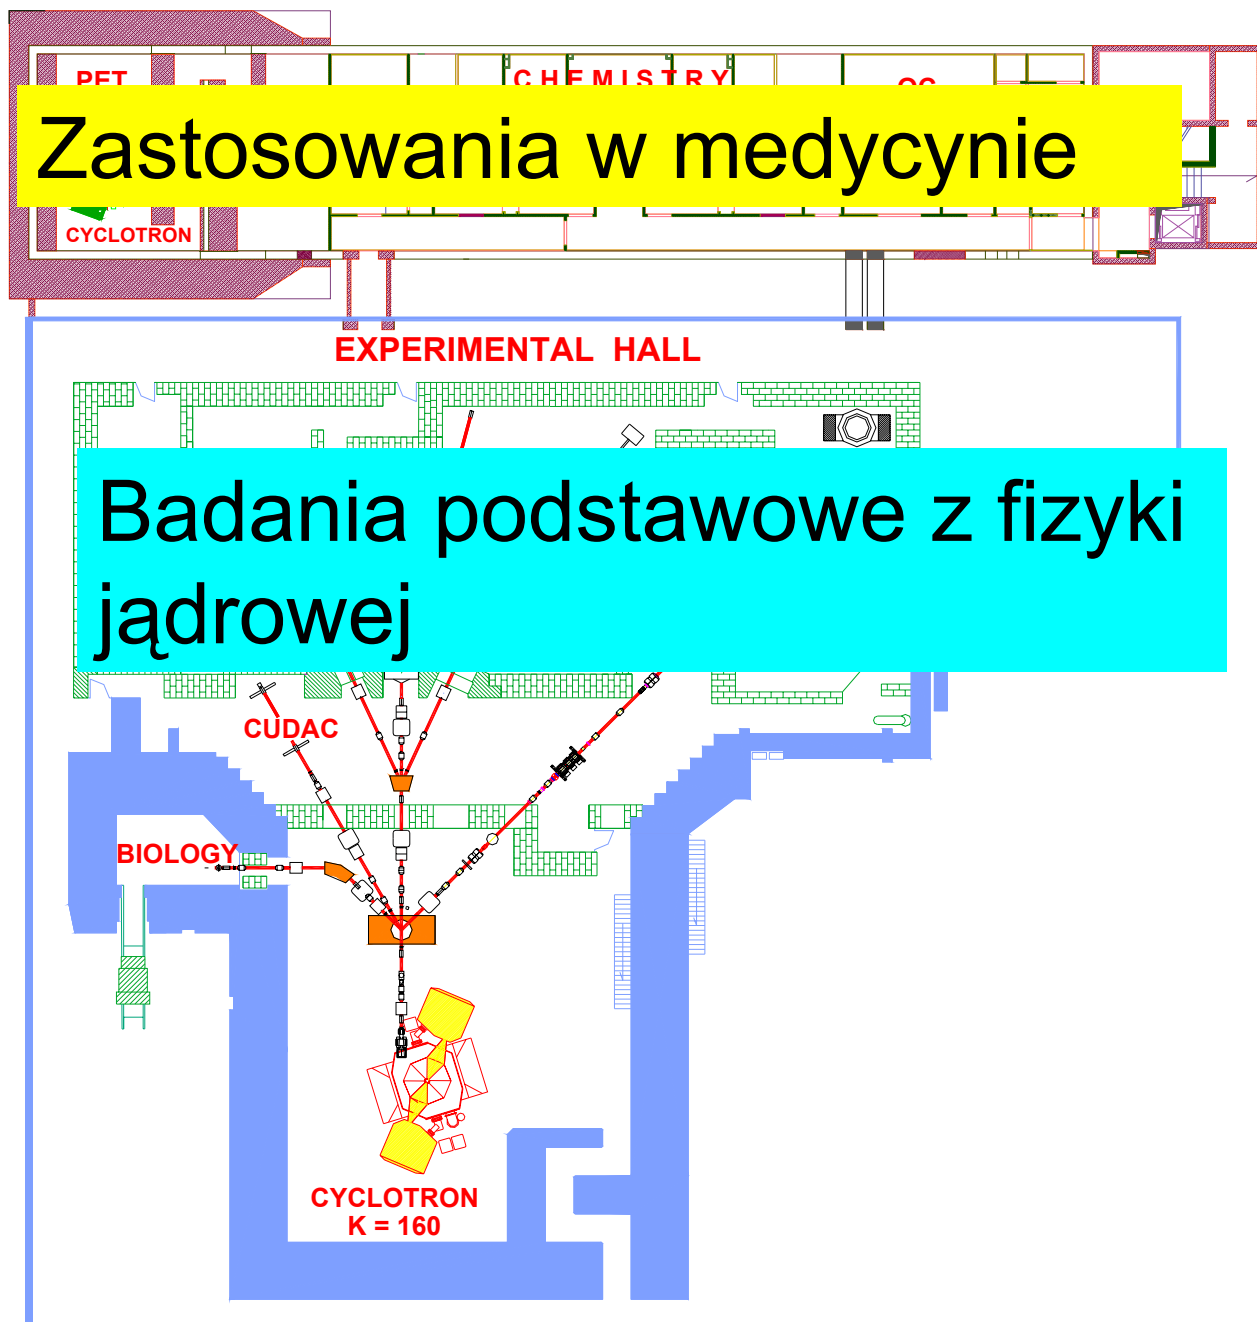 PET
CHEMISTRY
Zastosowania w medycynie
CYCLOTRON
EXPERIMENTAL HALL
Badania podstawowe z fizyki
jądrowej
CUDAC
BIOLOGY
CYCLOTRON
K = 160